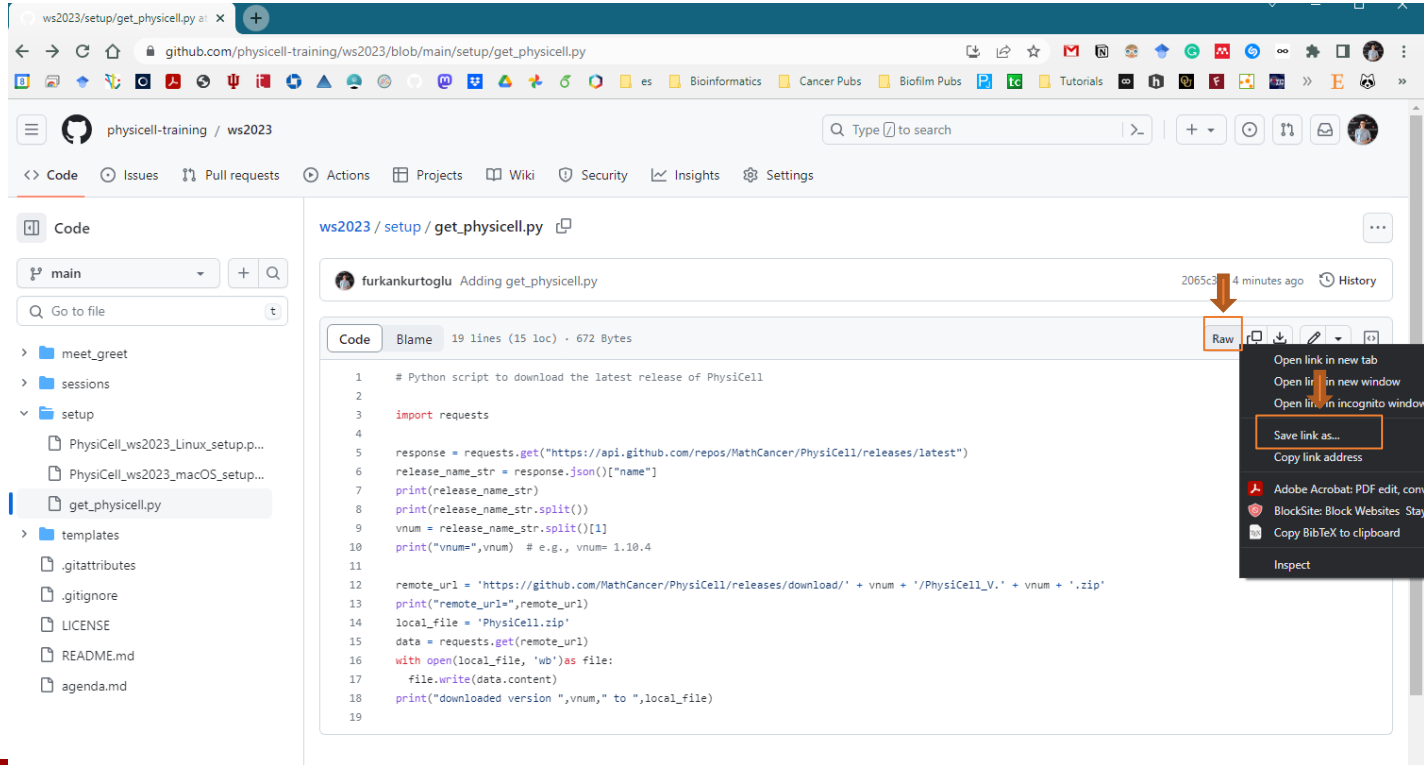 ws2023/setup/get_physicell.py at
github.com/physicell-training/ws2023/blob/main/setup/get_physicell.py
es Bioinformatics Cancer Pubs Biofilm Pubs tc Tutorials
physicell-training / ws2023
Type / to search
Code Issues Pull requests Actions Projects Wiki Security Insights Settings
Code
main
Go to file t
meet_greet
sessions
setup
PhysiCell_ws2023_Linux_setup.p...
PhysiCell_ws2023_macOS_setup...
get_physicell.py
templates
.gitattributes
.gitignore
LICENSE
README.md
agenda.md
ws2023 / setup / get_physicell.py
furkankurtoglu Adding get_physicell.py 4 minutes ago History
Code Blame 19 lines (15 loc) · 672 Bytes Raw
1 # Python script to download the latest release of PhysiCell
2
3 import requests
4
5 response = requests.get("https://api.github.com/repos/MathCancer/PhysiCell/releases/latest")
6 release_name_str = response.json()["name"]
7 print(release_name_str)
8 print(release_name_str.split())
9 vnum = release_name_str.split()[1]
10 print("vnum=",vnum) # e.g., vnum= 1.10.4
11
12 remote_url = 'https://github.com/MathCancer/PhysiCell/releases/download/' + vnum + '/PhysiCell_V.' + vnum + '.zip'
13 print("remote_url=",remote_url)
14 local_file = 'PhysiCell.zip'
15 data = requests.get(remote_url)
16 with open(local_file, 'wb')as file:
17 file.write(data.content)
18 print("downloaded version ",vnum," to ",local_file)
19
Open link in new tab
Open link in new window
Open link in incognito window
Save link as...
Copy link address
Adobe Acrobat: PDF edit, conv
BlockSite: Block Websites Stay
Copy BibTeX to clipboard
Inspect